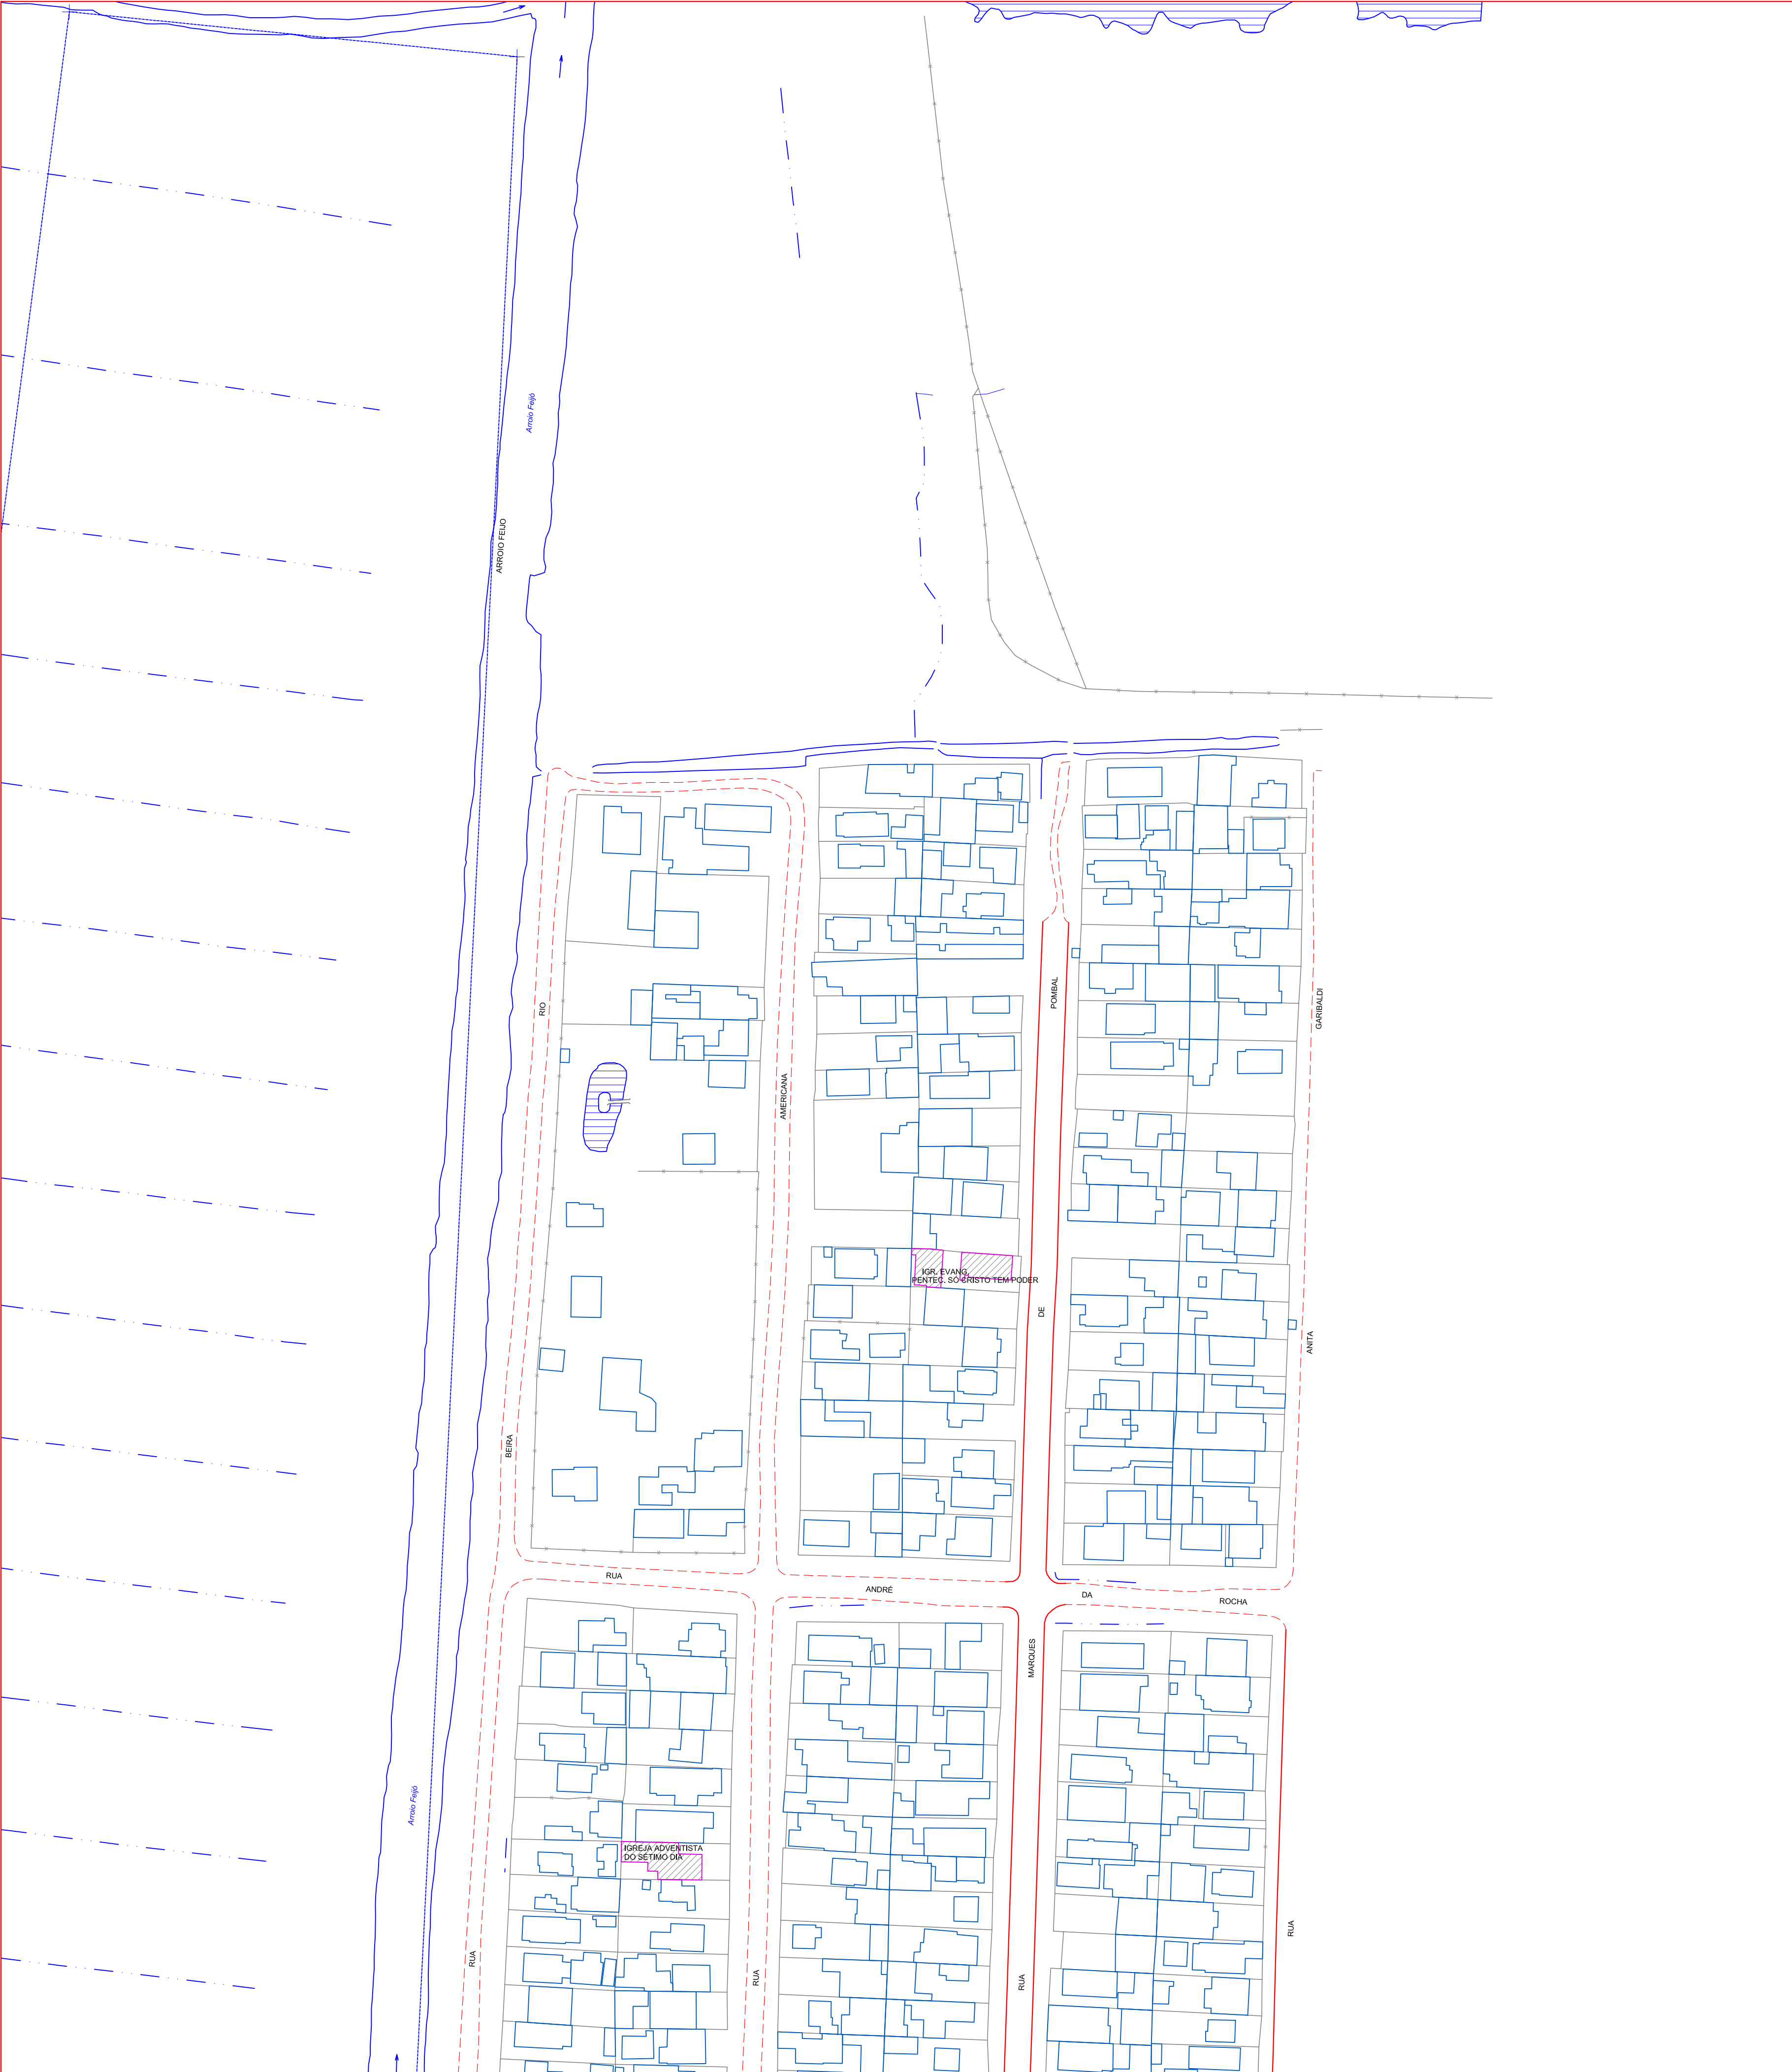 Arroio Feijó
ARROIO FEIJO
RIO
POMBAL
GARIBALDI
AMERICANA
IGR. EVANG.
PENTEC. SÓ CRISTO TEM PODER
DE
ANITA
BEIRA
RUA
ANDRÉ
DA
ROCHA
MARQUES
Arroio Feijó
IGREJA ADVENTISTA
DO SÉTIMO DIA
RUA
RUA
RUA
RUA